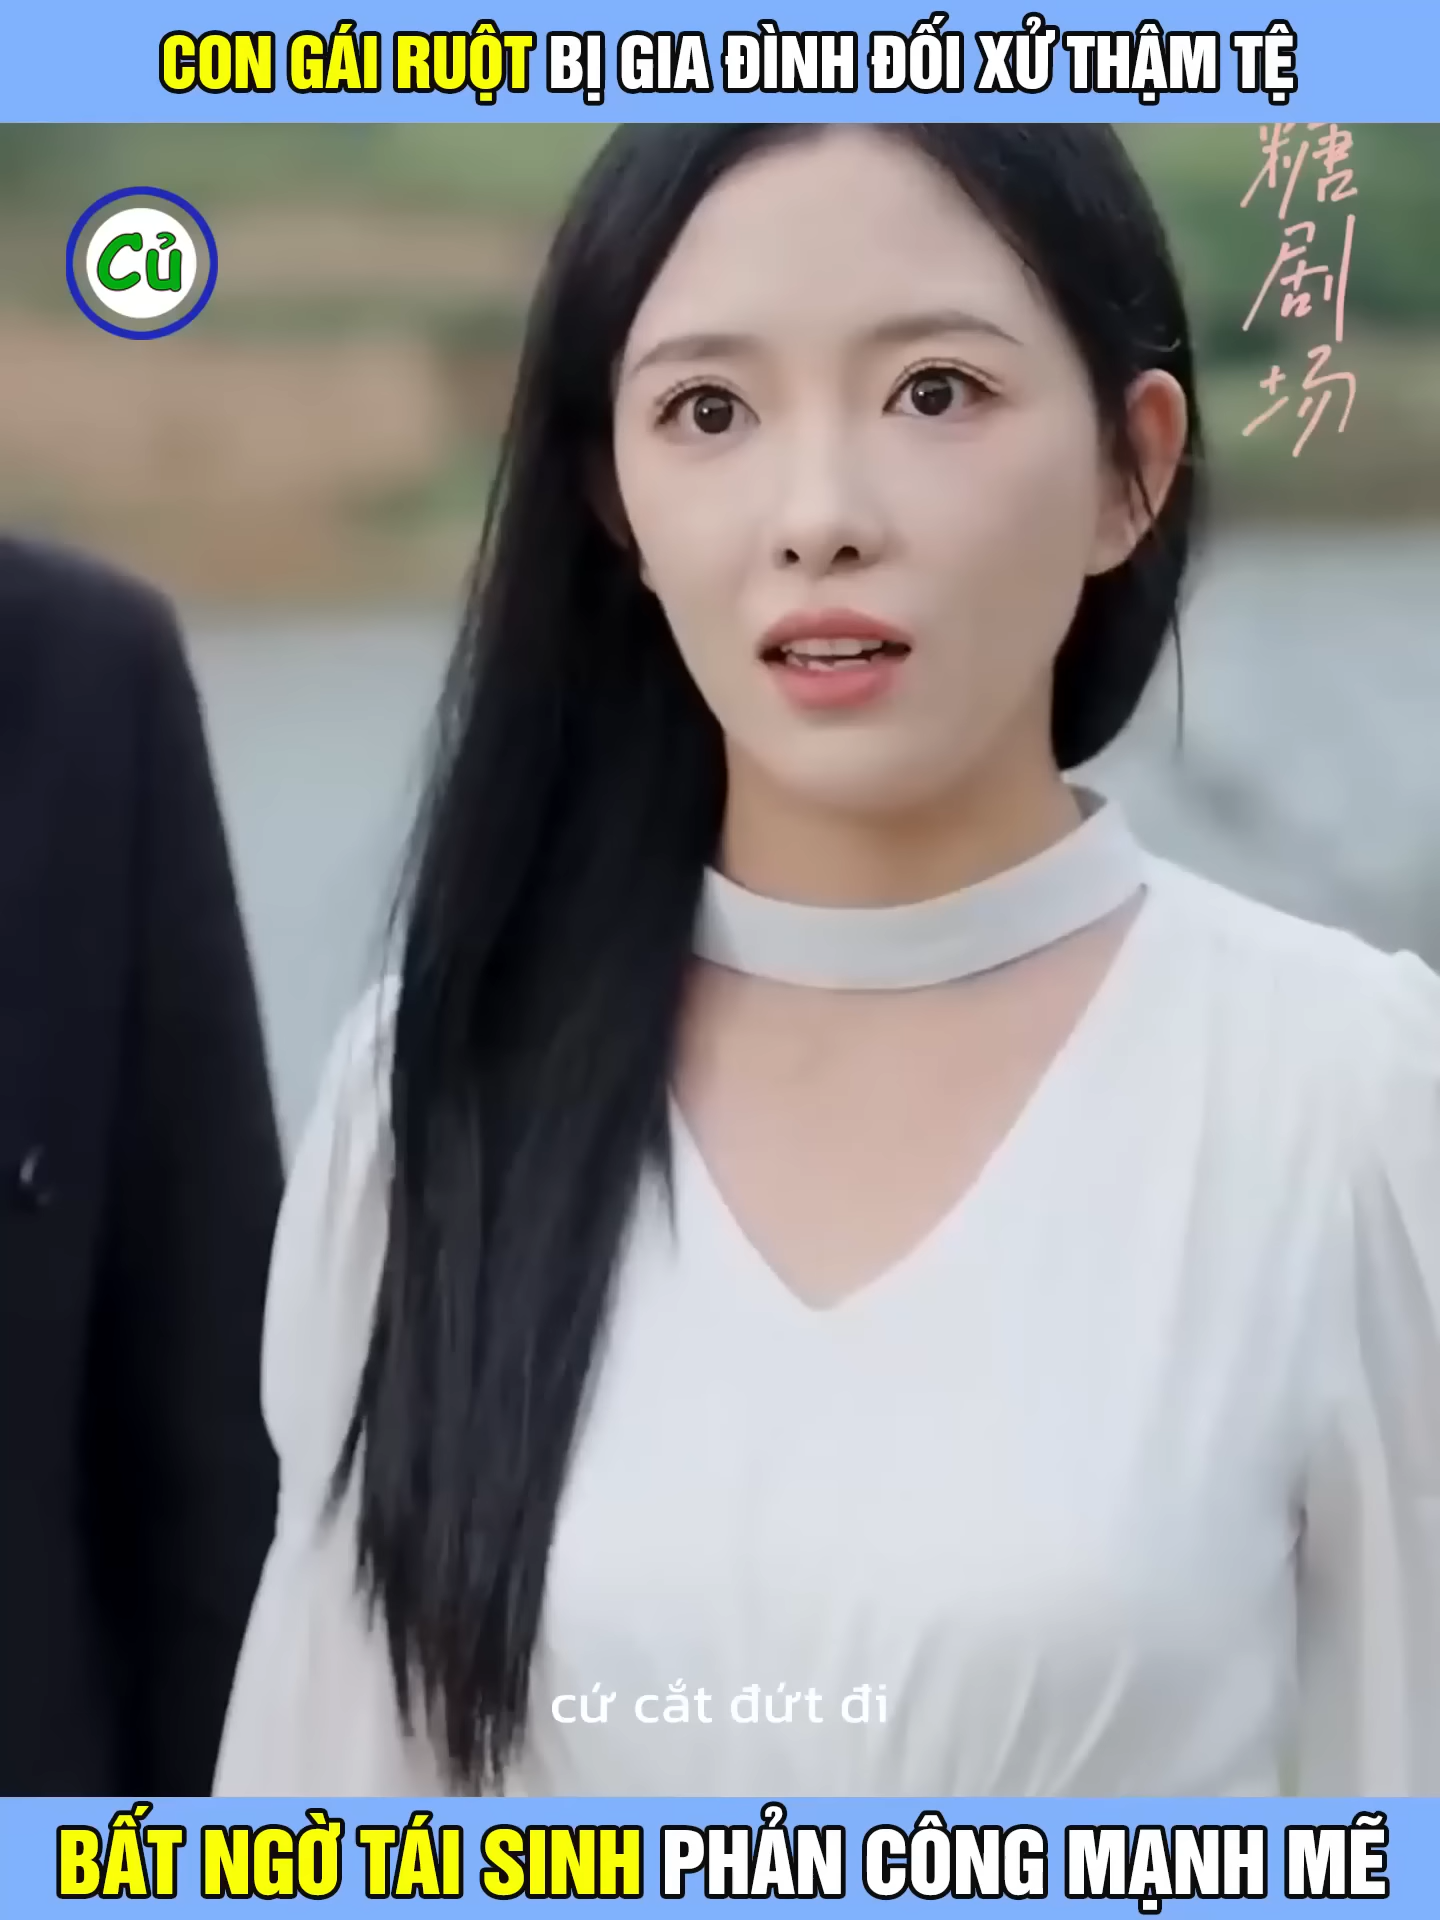 CON GÁI RUỘT BỊ GIA ĐÌNH ĐỐI XỬ THẬM TỆ
Củ
糖剧场
cứ cắt đứt đi
BẤT NGỜ TÁI SINH PHẢN CÔNG MẠNH MẼ